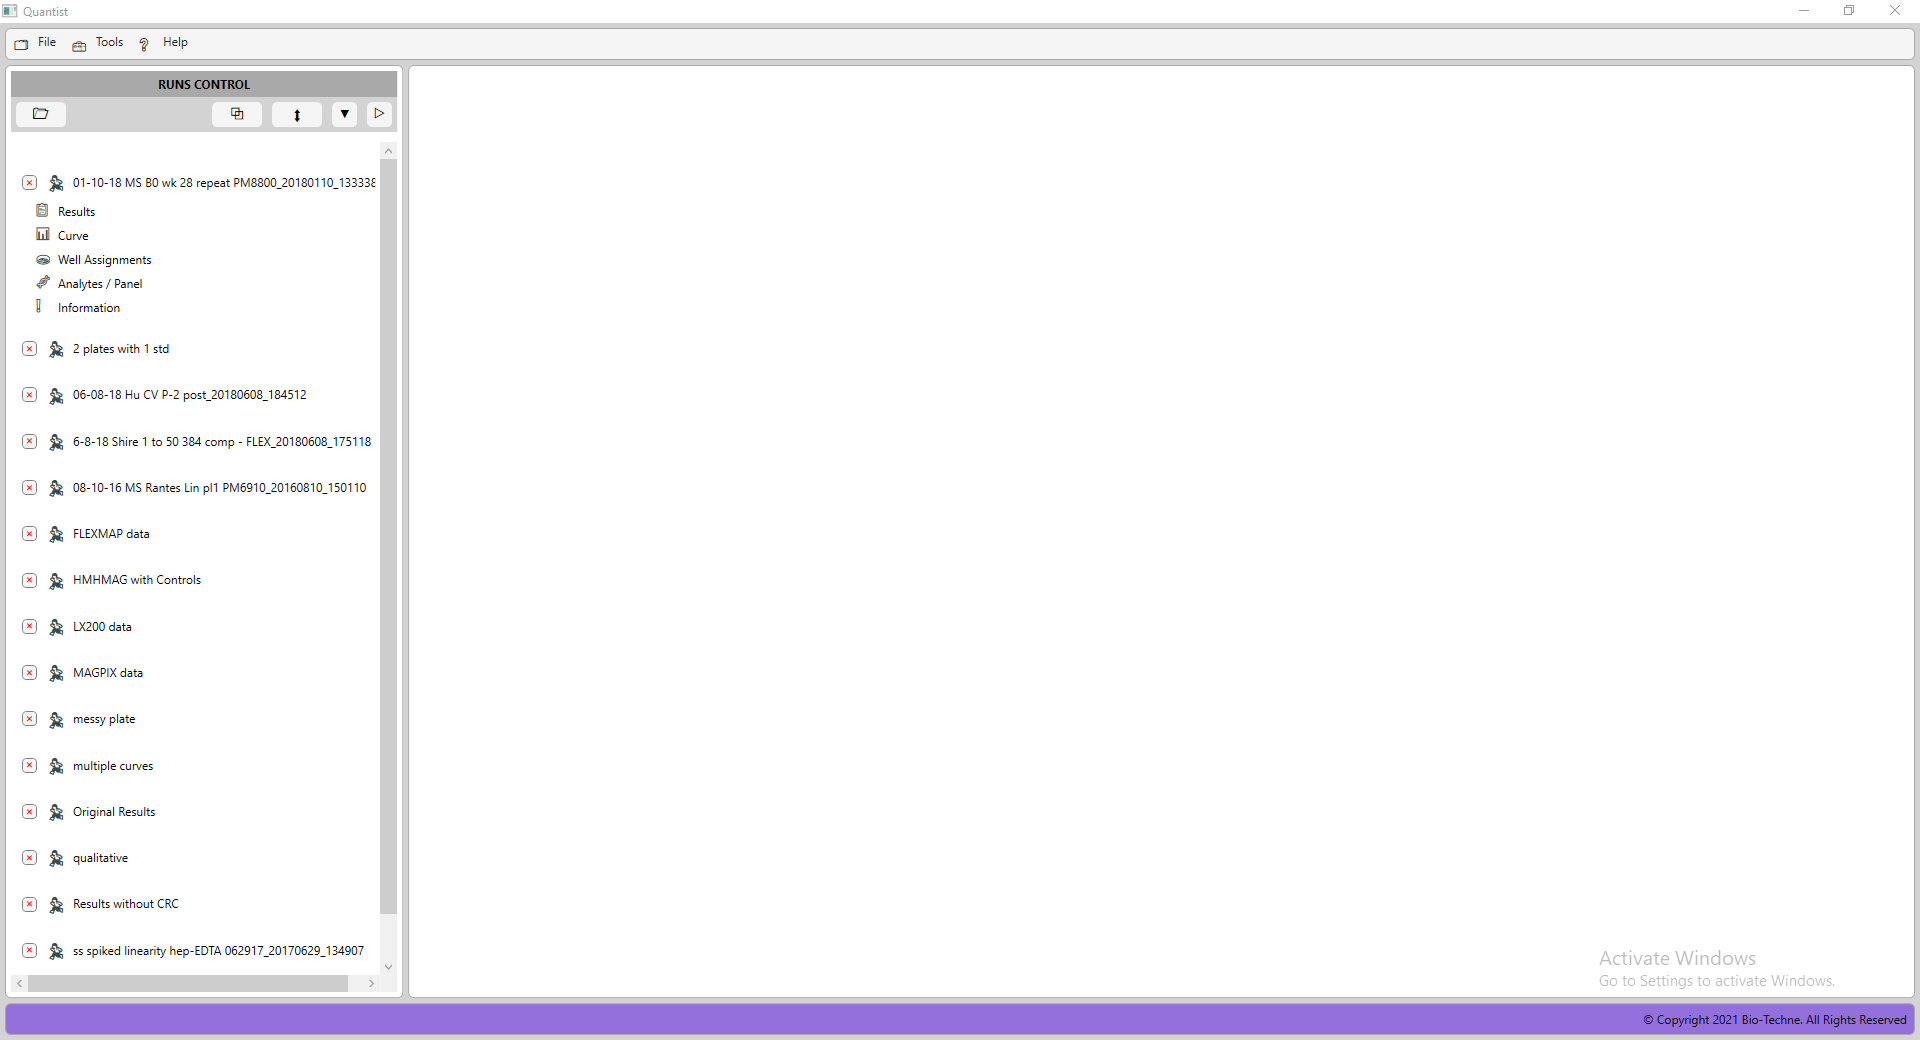 Quantist
File Tools Help
RUNS CONTROL
01-10-18 MS B0 wk 28 repeat PM8800_20180110_133338
Results
Curve
Well Assignments
Analytes / Panel
Information
2 plates with 1 std
06-08-18 Hu CV P-2 post_20180608_184512
6-8-18 Shire 1 to 50 384 comp - FLEX_20180608_175118
08-10-16 MS Rantes Lin pl1 PM6910_20160810_150110
FLEXMAP data
HMHMAG with Controls
LX200 data
MAGPIX data
messy plate
multiple curves
Original Results
qualitative
Results without CRC
ss spiked linearity hep-EDTA 062917_20170629_134907
Activate Windows
Go to Settings to activate Windows.
© Copyright 2021 Bio-Techne. All Rights Reserved